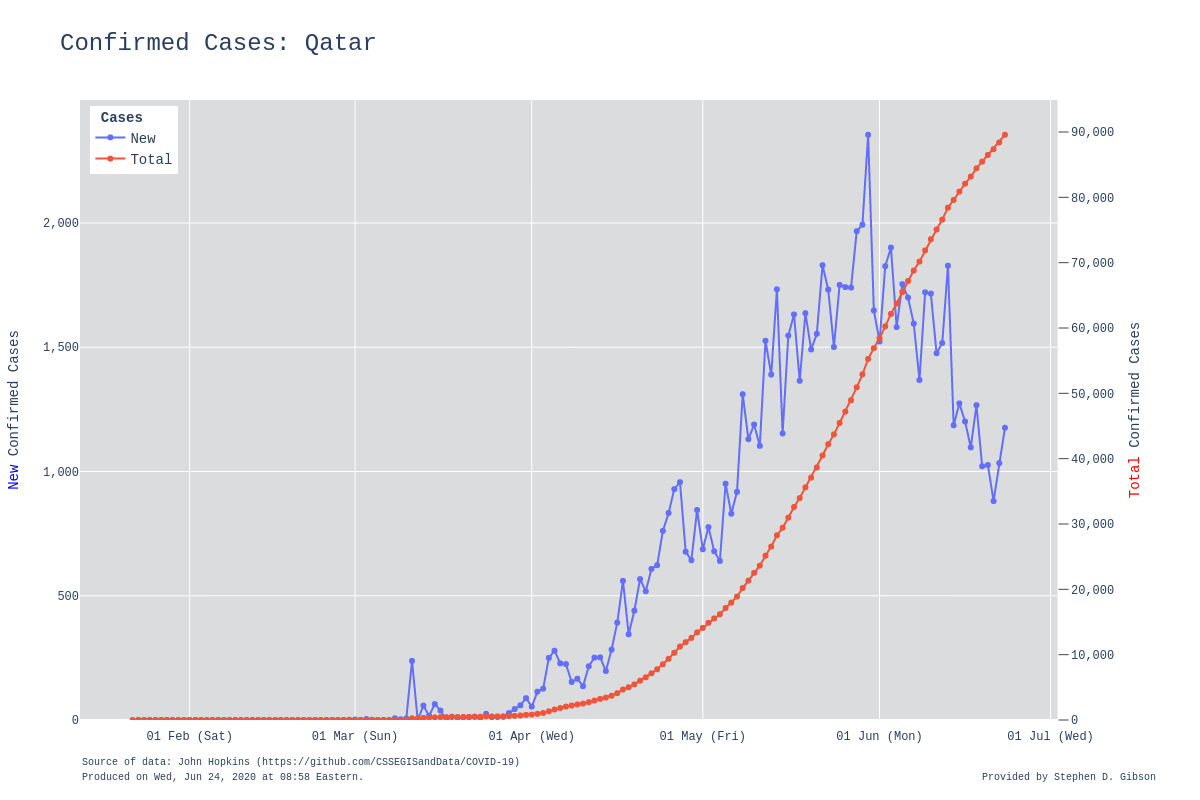 Confirmed Cases: Qatar
Cases
New
Total
2,000
1,500
1,000
500
0
New Confirmed Cases
90,000
80,000
70,000
60,000
50,000
40,000
30,000
20,000
10,000
0
Total Confirmed Cases
01 Feb (Sat) 01 Mar (Sun) 01 Apr (Wed) 01 May (Fri) 01 Jun (Mon) 01 Jul (Wed)
Source of data: John Hopkins (https://github.com/CSSEGISandData/COVID-19)
Produced on Wed, Jun 24, 2020 at 08:58 Eastern.
Provided by Stephen D. Gibson